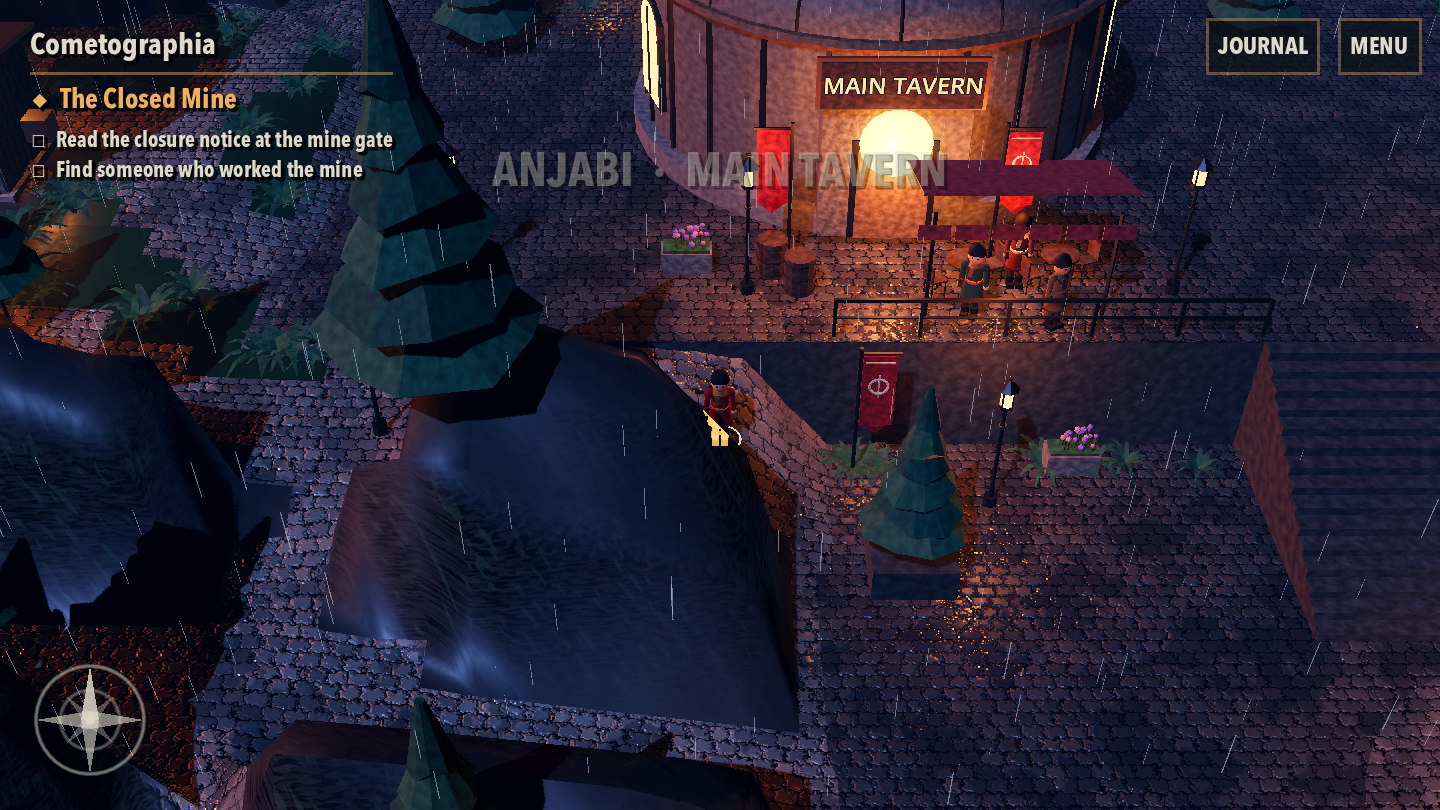 Cometographia
The Closed Mine
Read the closure notice at the mine gate
Find someone who worked the mine
JOURNAL
MENU
MAIN TAVERN
ANJABI · MAIN TAVERN